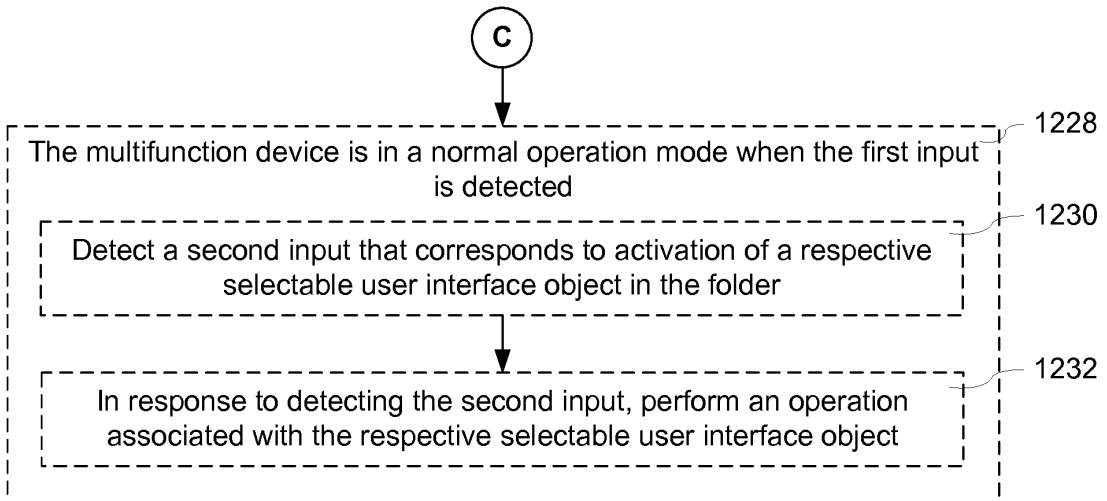 C
1228
The multifunction device is in a normal operation mode when the first input
is detected
1230
Detect a second input that corresponds to activation of a respective
selectable user interface object in the folder
1232
In response to detecting the second input, perform an operation
associated with the respective selectable user interface object